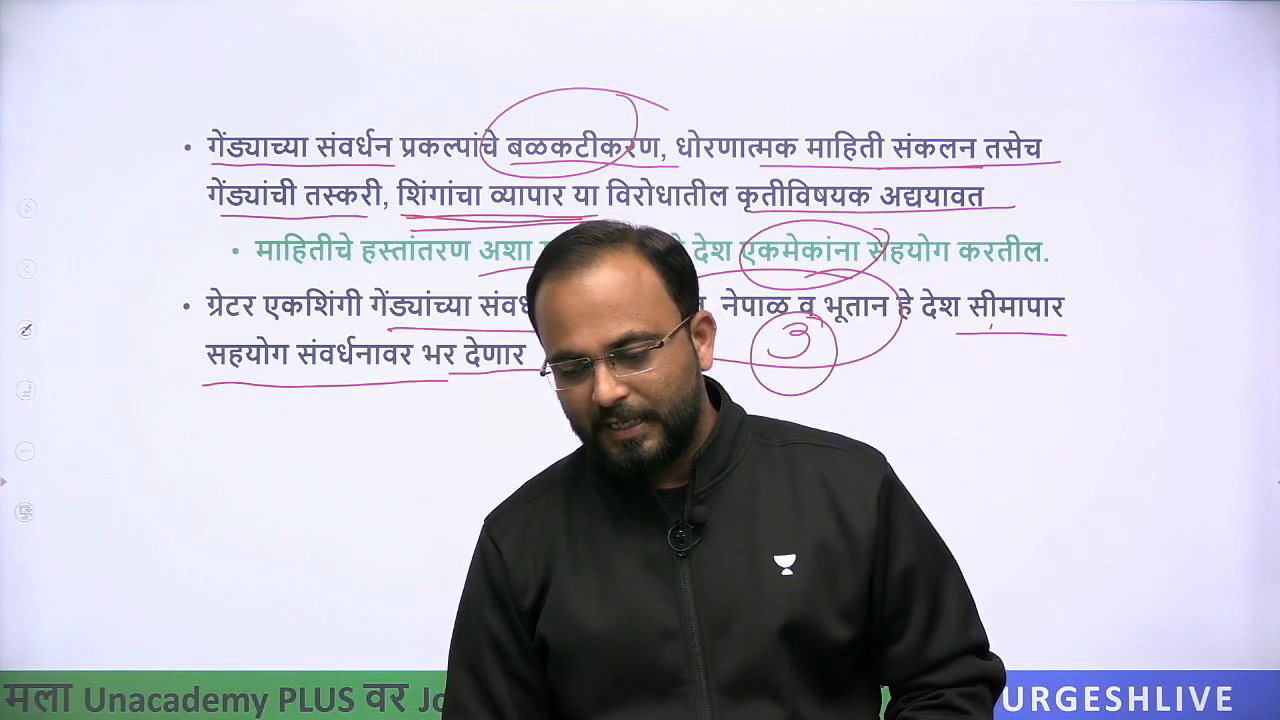 • गेंड्याच्या संवर्धन प्रकल्पांचे बळकटीकरण, धोरणात्मक माहिती संकलन तसेच
गेंड्यांची तस्करी, शिंगांचा व्यापार या विरोधातील कृतीविषयक अद्ययावत
• माहितीचे हस्तांतरण अशा देश एकमेकांना सहयोग करतील.
• ग्रेटर एकशिंगी गेंड्यांच्या नेपाळ व भूतान हे देश सीमापार
सहयोग संवर्धनावर भर देणार
3
मला Unacademy PLUS वर URGESHLIVE